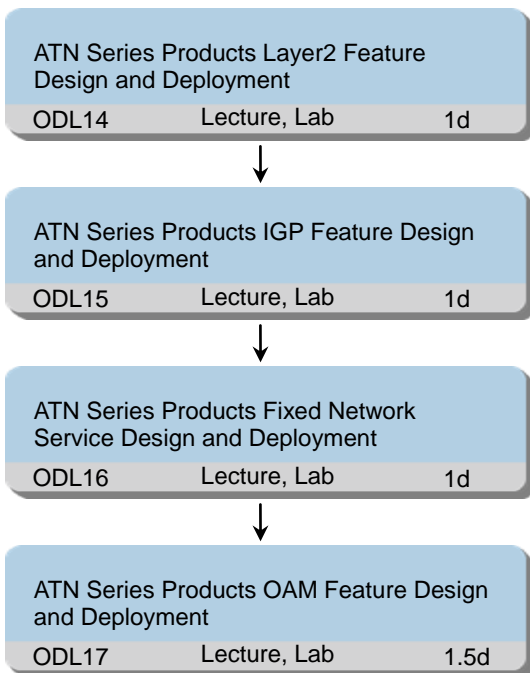 ATN Series Products Layer2 Feature
Design and Deployment
ODL14 Lecture, Lab 1d
ATN Series Products IGP Feature Design
and Deployment
ODL15 Lecture, Lab 1d
ATN Series Products Fixed Network
Service Design and Deployment
ODL16 Lecture, Lab 1d
ATN Series Products OAM Feature Design
and Deployment
ODL17 Lecture, Lab 1.5d